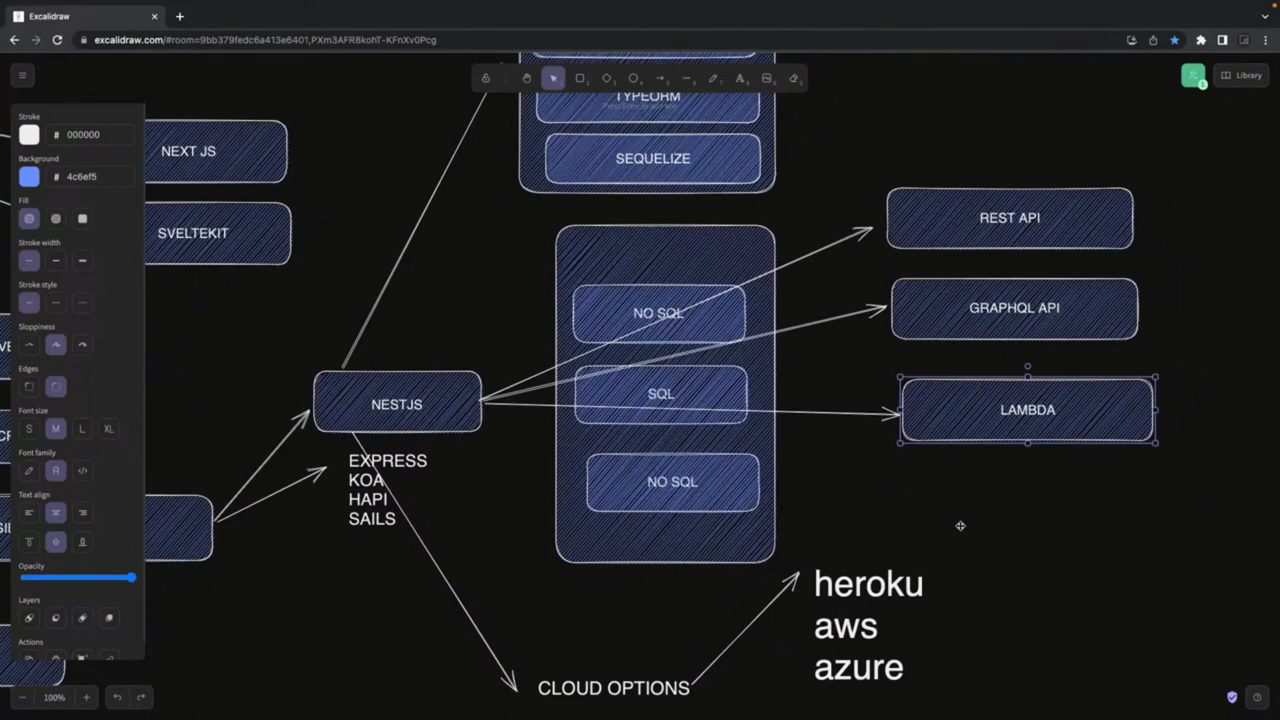 Excalidraw
excalidraw.com/#room=9bb379fedc6a413e6401,PXm3AFR8kohT-KFnXv0Pcg
Library
Stroke
# 000000
Background
# 4c6ef5
Fill
Stroke width
Stroke style
Sloppiness
Edges
Font size
S M L XL
Font family
Text align
Opacity
Layers
Actions
100%
NEXT JS
SVELTEKIT
TYPEORM
SEQUELIZE
REST API
GRAPHQL API
LAMBDA
NO SQL
SQL
NO SQL
NESTJS
EXPRESS
KOA
HAPI
SAILS
CLOUD OPTIONS
heroku
aws
azure